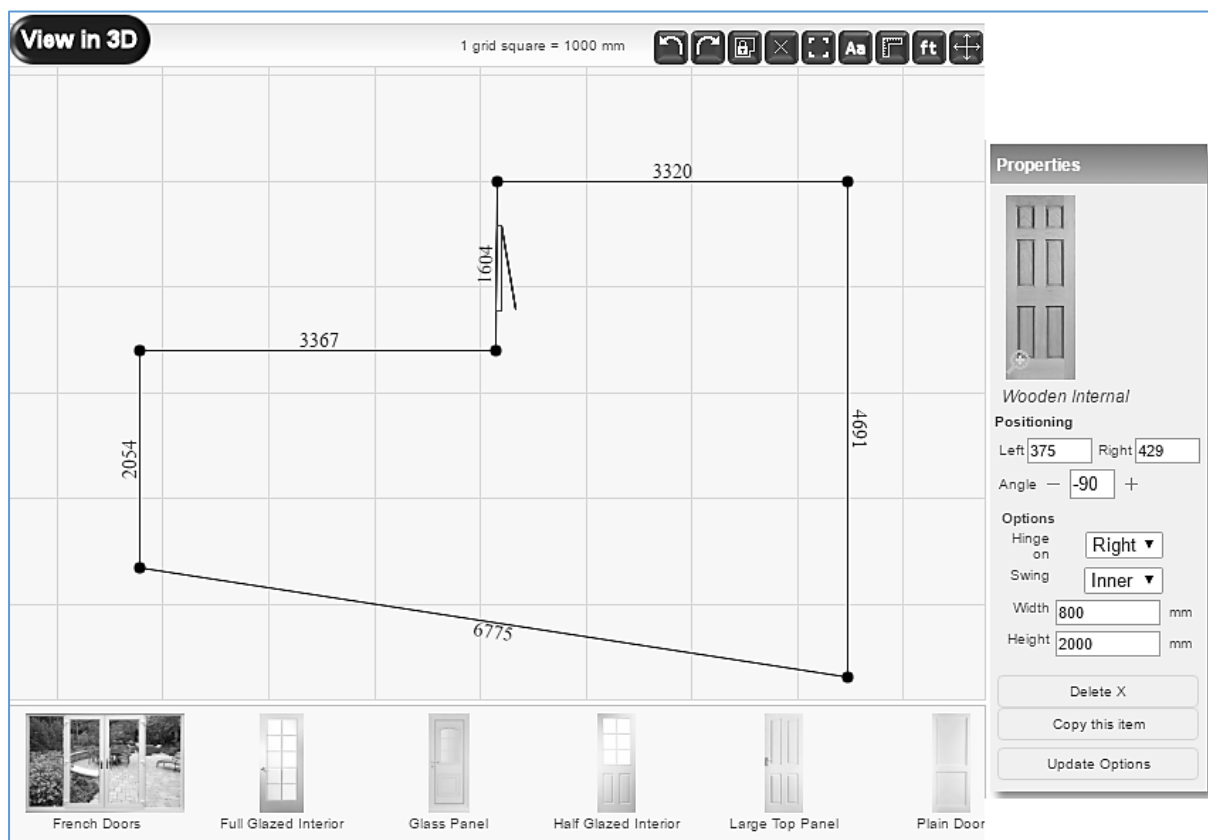 View in 3D
1 grid square = 1000 mm
Aa
ft
3320
1604
3367
2054
4691
6775
French Doors
Full Glazed Interior
Glass Panel
Half Glazed Interior
Large Top Panel
Plain Door
Properties
Wooden Internal
Positioning
Left 375 Right 429
Angle — -90 +
Options
Hinge on Right ▼
Swing Inner ▼
Width 800 mm
Height 2000 mm
Delete X
Copy this item
Update Options